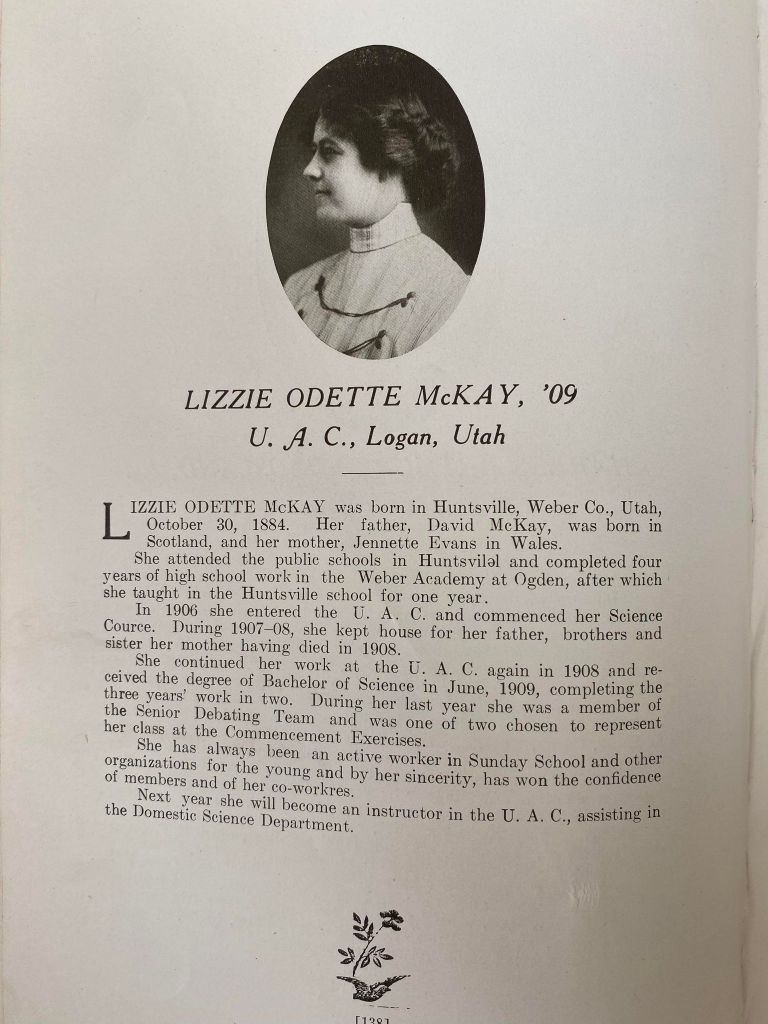 LIZZIE ODETTE McKAY, '09
U. A. C., Logan, Utah
LIZZIE ODETTE McKAY was born in Huntsville, Weber Co., Utah,
October 30, 1884. Her father, David McKay, was born in
Scotland, and her mother, Jennette Evans in Wales.
She attended the public schools in Huntsviləl and completed four
years of high school work in the Weber Academy at Ogden, after which
she taught in the Huntsville school for one year.
In 1906 she entered the U. A. C. and commenced her Science
Cource. During 1907–08, she kept house for her father, brothers and
sister her mother having died in 1908.
She continued her work at the U. A. C. again in 1908 and re-
ceived the degree of Bachelor of Science in June, 1909, completing the
three years' work in two. During her last year she was a member of
the Senior Debating Team and was one of two chosen to represent
her class at the Commencement Exercises.
She has always been an active worker in Sunday School and other
organizations for the young and by her sincerity, has won the confidence
of members and of her co-workres.
Next year she will become an instructor in the U. A. C., assisting in
the Domestic Science Department.
[138]